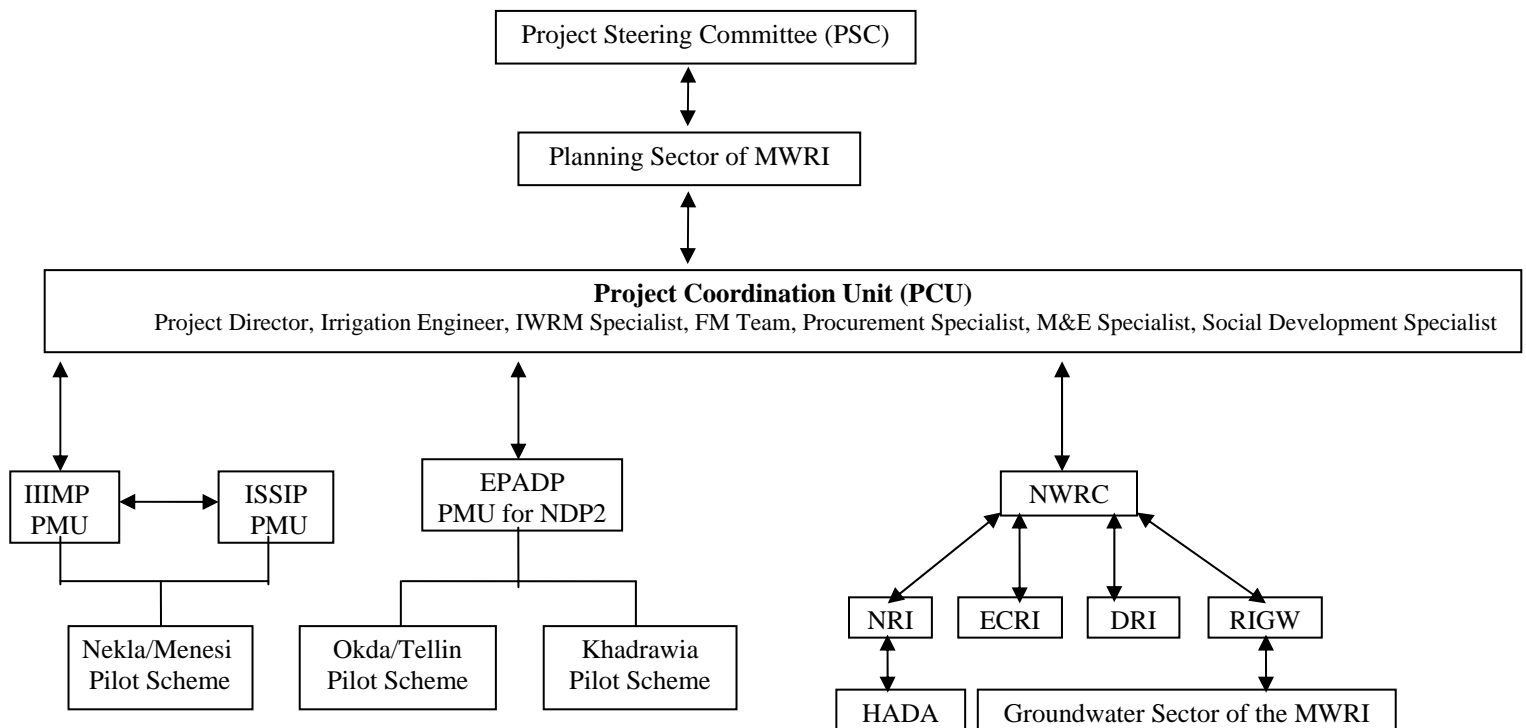 Project Steering Committee (PSC)
Planning Sector of MWRI
Project Coordination Unit (PCU)
Project Director, Irrigation Engineer, IWRM Specialist, FM Team, Procurement Specialist, M&E Specialist, Social Development Specialist
IIIMP
PMU
ISSIP
PMU
EPADP
PMU for NDP2
NWRC
NRI
ECRI
DRI
RIGW
Nekla/Menesi
Pilot Scheme
Okda/Tellin
Pilot Scheme
Khadrawia
Pilot Scheme
HADA
Groundwater Sector of the MWRI